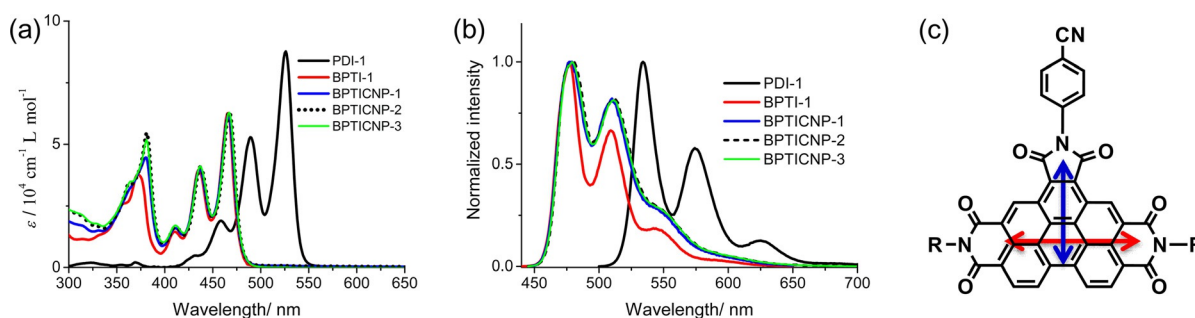 (a)
10
5
0
ε/ 10⁴ cm⁻¹ L mol⁻¹
300 350 400 450 500 550 600 650
Wavelength/ nm
PDI-1
BPTI-1
BPTICNP-1
BPTICNP-2
BPTICNP-3
(b)
1.0
0.5
0.0
Normalized intensity
450 500 550 600 650 700
Wavelength/ nm
PDI-1
BPTI-1
BPTICNP-1
BPTICNP-2
BPTICNP-3
(c)
CN
N
O O
O O
R-N N-R
O O